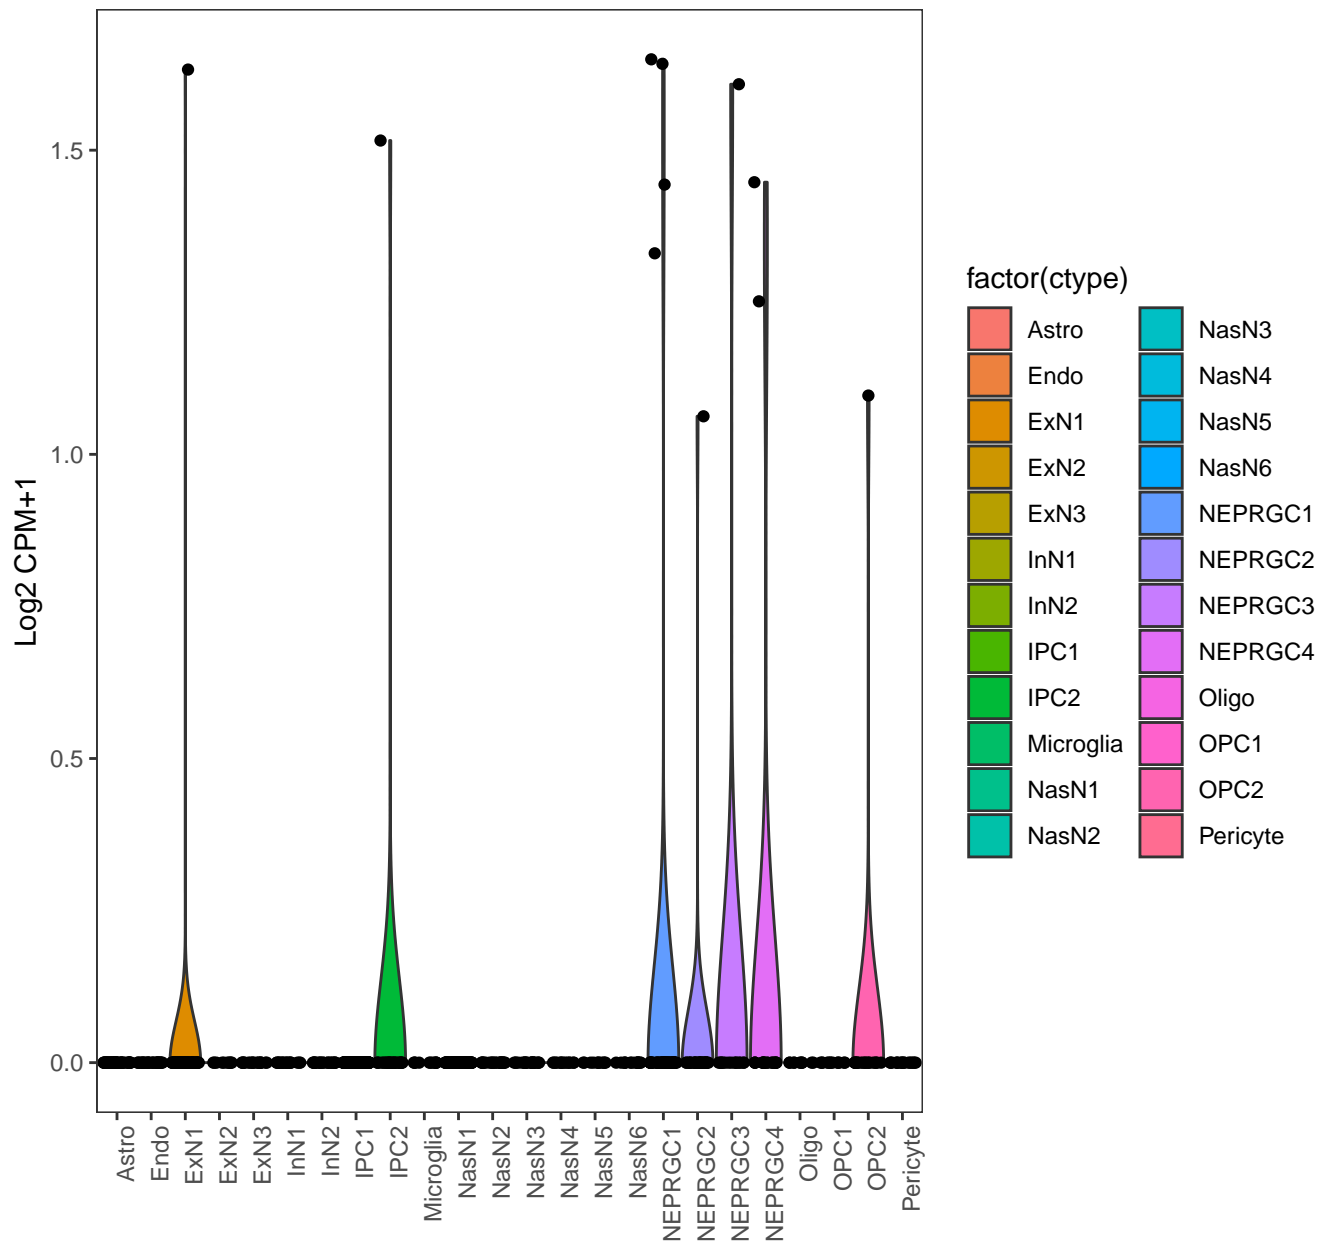 Log2 CPM+1
1.5
1.0
0.5
0.0
Astro
Endo
ExN1
ExN2
ExN3
InN1
InN2
IPC1
IPC2
Microglia
NasN1
NasN2
NasN3
NasN4
NasN5
NasN6
NEPRGC1
NEPRGC2
NEPRGC3
NEPRGC4
Oligo
OPC1
OPC2
Pericyte
factor(ctype)
Astro
Endo
ExN1
ExN2
ExN3
InN1
InN2
IPC1
IPC2
Microglia
NasN1
NasN2
NasN3
NasN4
NasN5
NasN6
NEPRGC1
NEPRGC2
NEPRGC3
NEPRGC4
Oligo
OPC1
OPC2
Pericyte